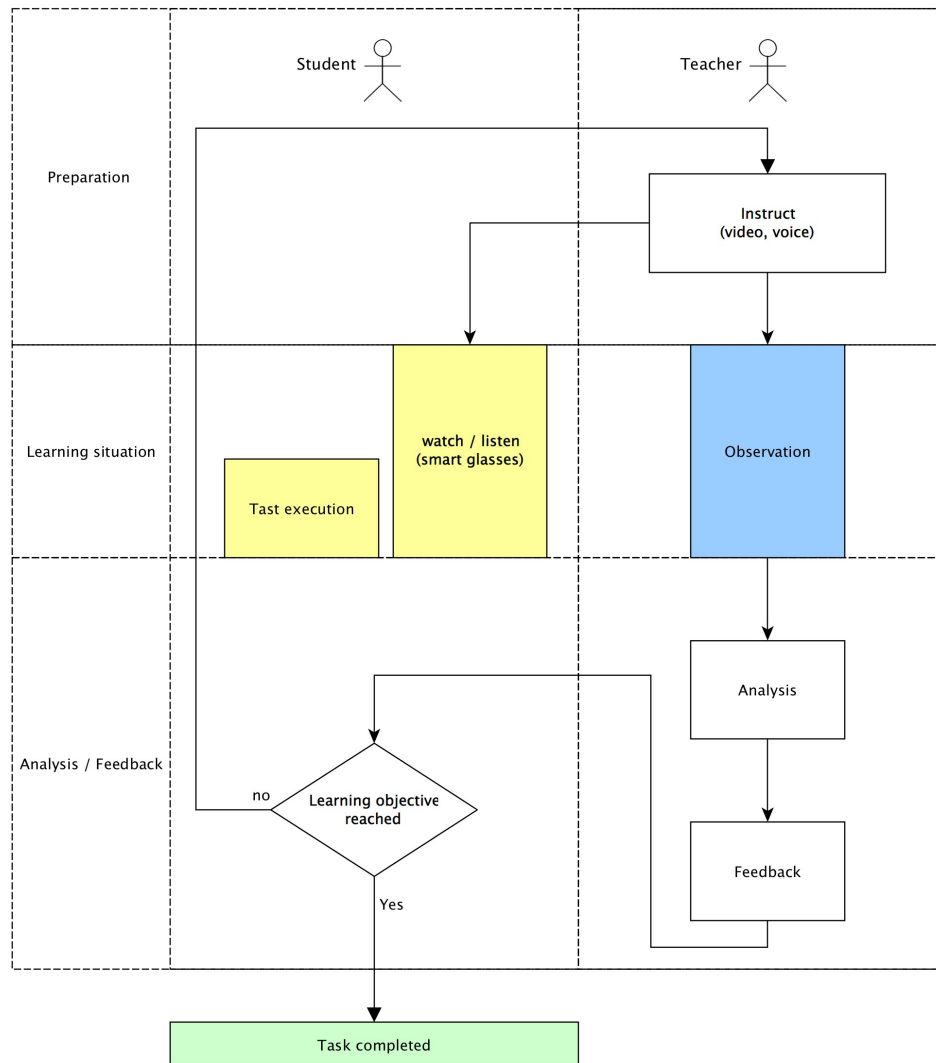 Student
Teacher
Preparation
Instruct
(video, voice)
Learning situation
watch / listen
(smart glasses)
Observation
Tast execution
Analysis
Analysis / Feedback
no
Learning objective
reached
Feedback
Yes
Task completed